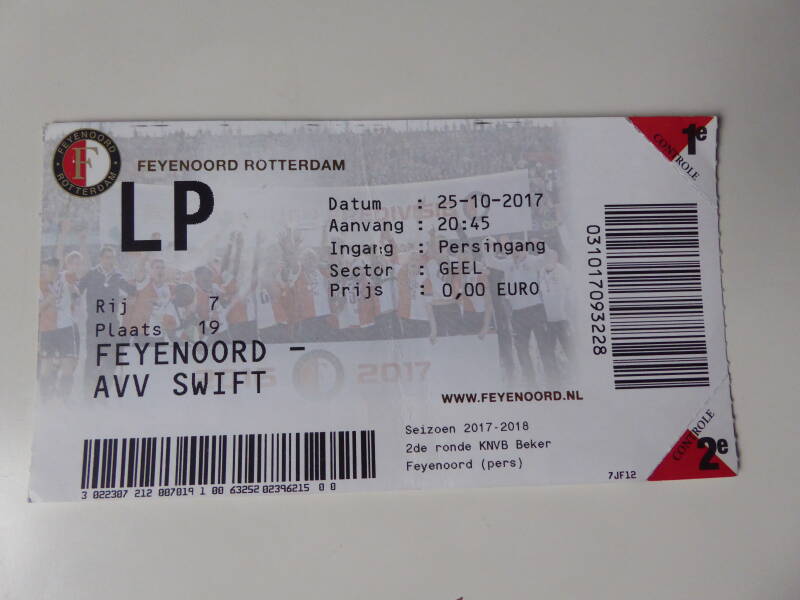 FEYENOORD
F
ROTTERDAM
FEYENOORD ROTTERDAM
LP
Datum : 25-10-2017
Aanvang : 20:45
Ingang : Persingang
Sector : GEEL
Prijs : 0,00 EURO
Rij 7
Plaats 19
FEYENOORD -
AVV SWIFT
2017
WWW.FEYENOORD.NL
Seizoen 2017-2018
2de ronde KNVB Beker
Feyenoord (pers)
7JF12
3 022307 212 007019 1 00 63252 02396215 0 0
031017093228
1e
CONTROLE
CONTROLE
2e